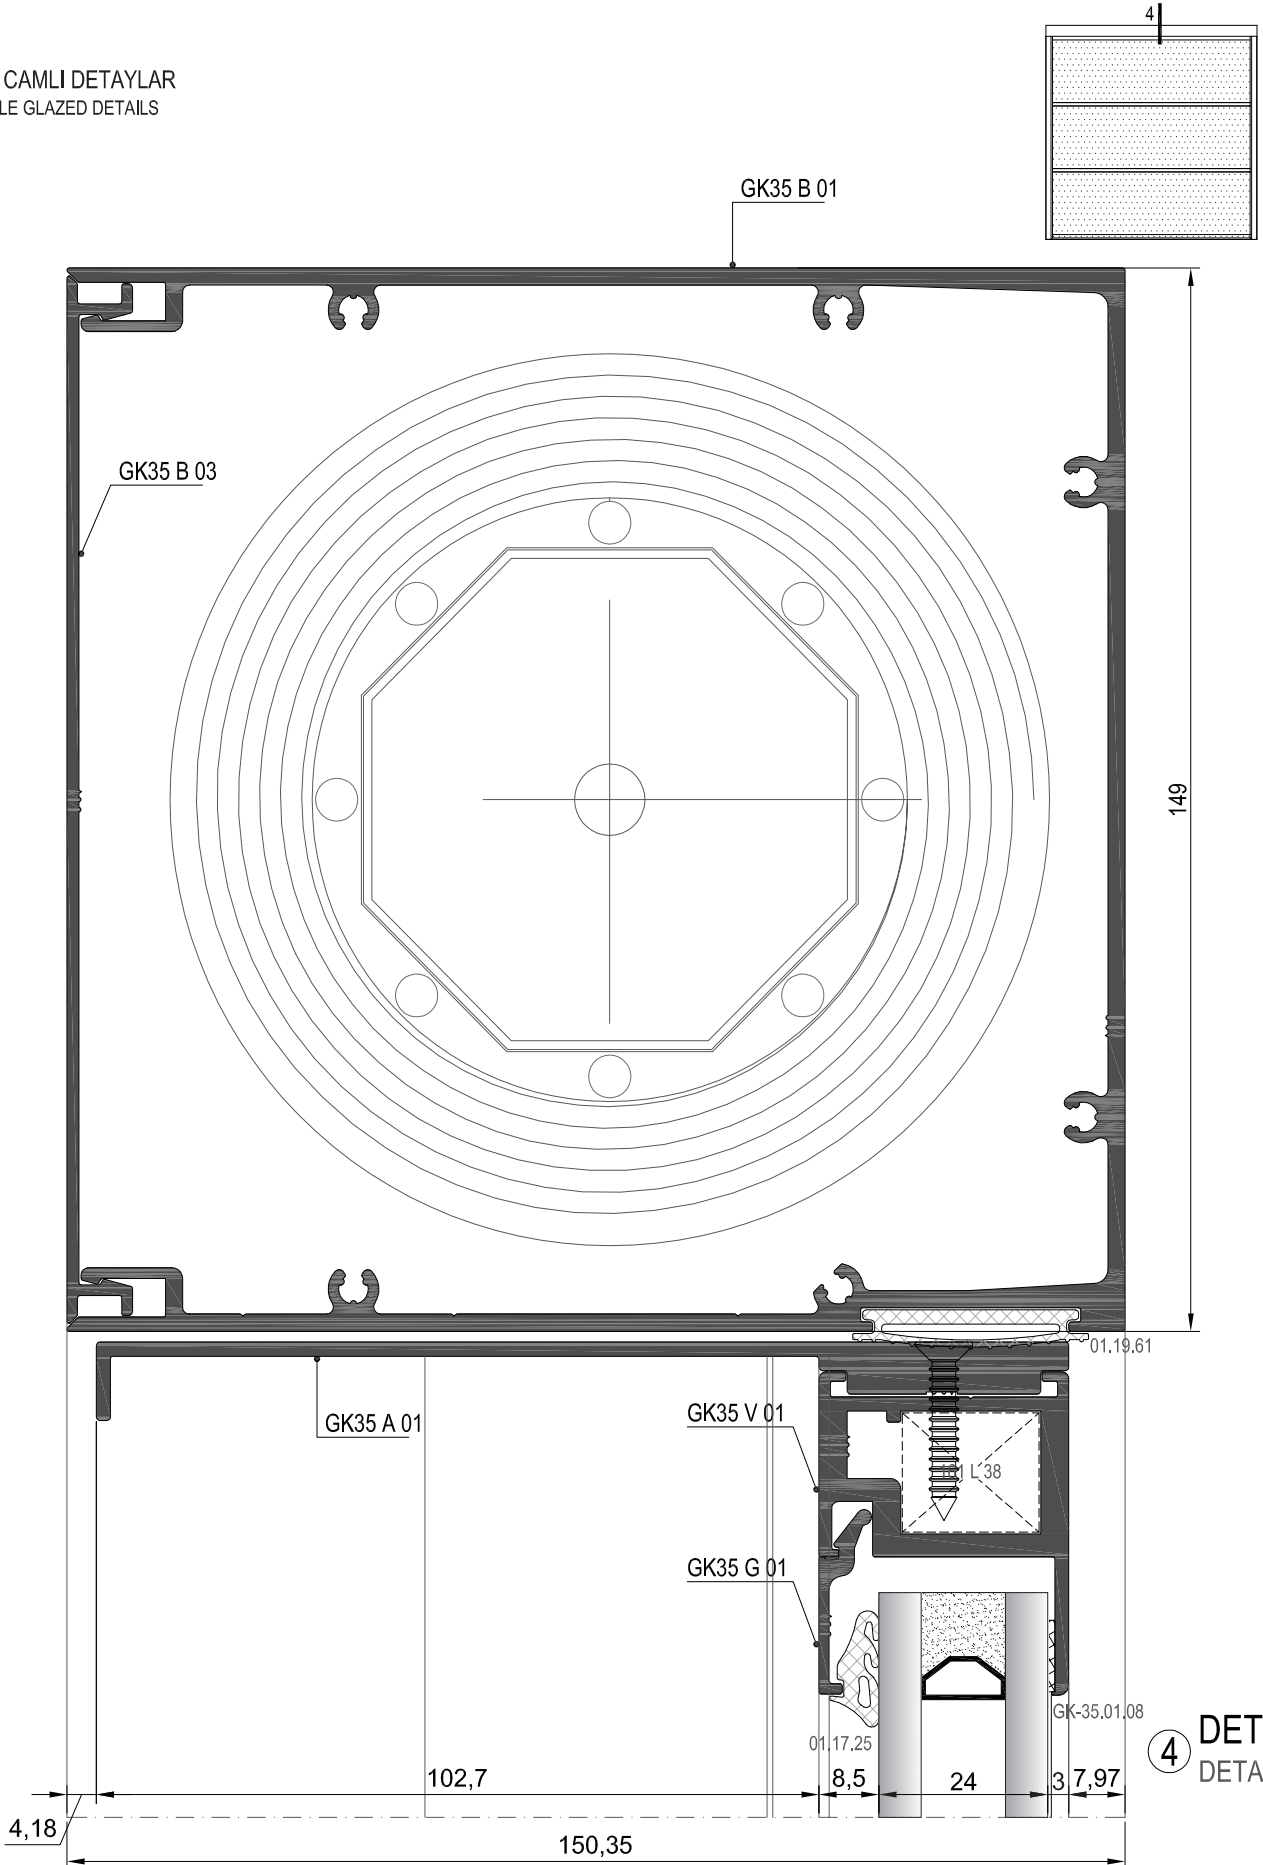 4
CAMLI DETAYLAR
LE GLAZED DETAILS
GK35 B 01
GK35 B 03
149
01.19.61
GK35 A 01
GK35 V 01
L 38
GK35 G 01
GK-35.01.08
01.17.25
4 DET
DETA
102,7
8,5
24
3
7,97
4,18
150,35